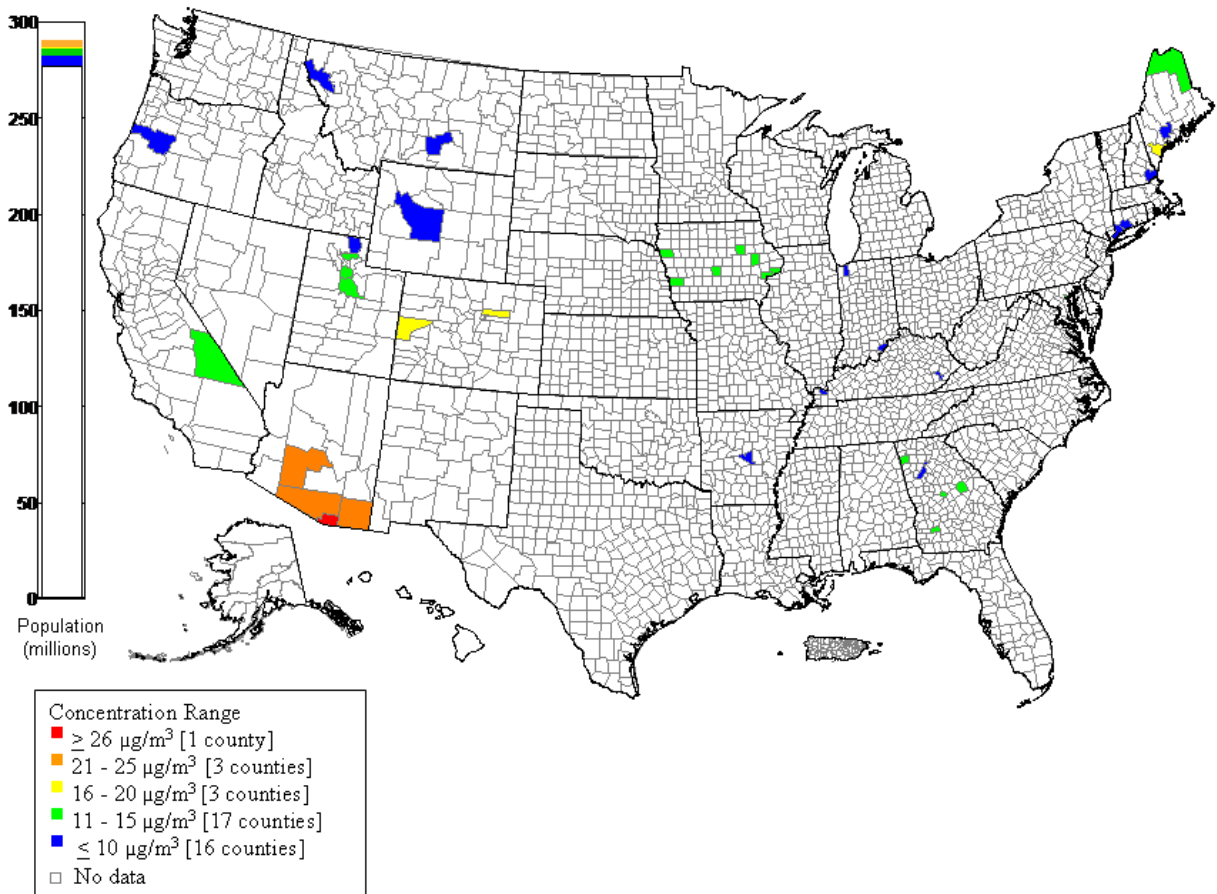 300
250
200
150
100
50
0
Population
(millions)
Concentration Range
≥ 26 µg/m³ [1 county]
21 - 25 µg/m³ [3 counties]
16 - 20 µg/m³ [3 counties]
11 - 15 µg/m³ [17 counties]
≤ 10 µg/m³ [16 counties]
No data